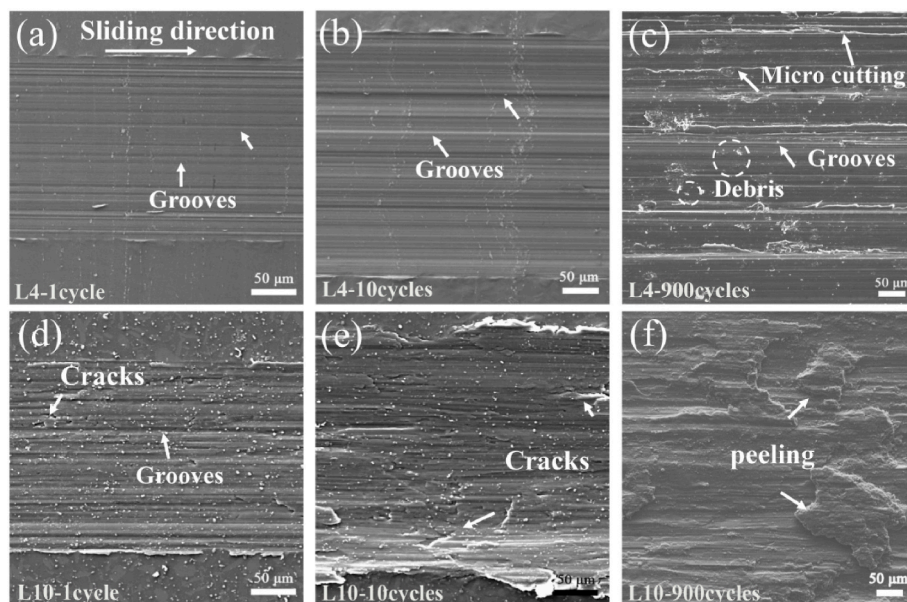 (a)
Sliding direction
Grooves
50 μm
L4-1cycle
(b)
Grooves
50 μm
L4-10cycles
(c)
Micro cutting
Grooves
Debris
50 μm
L4-900cycles
(d)
Cracks
Grooves
50 μm
L10-1cycle
(e)
Cracks
50 μm
L10-10cycles
(f)
peeling
50 μm
L10-900cycles